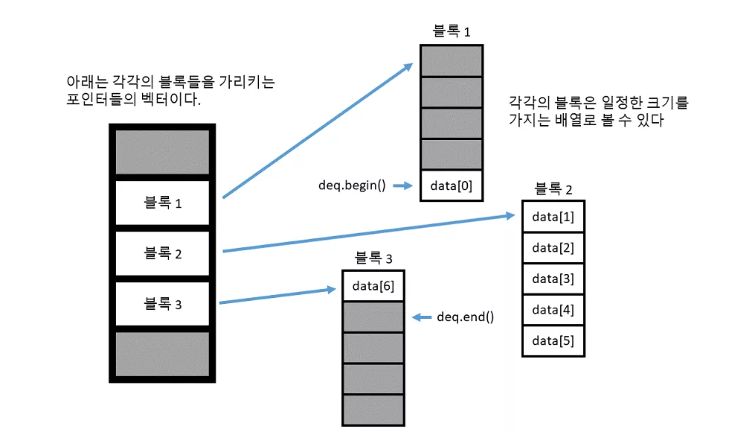 아래는 각각의 블록들을 가리키는
포인터들의 벡터이다.
블록 1
블록 2
블록 3
블록 1
deq.begin()
data[0]
각각의 블록은 일정한 크기를
가지는 배열로 볼 수 있다
블록 2
data[1]
data[2]
data[3]
data[4]
data[5]
블록 3
data[6]
deq.end()